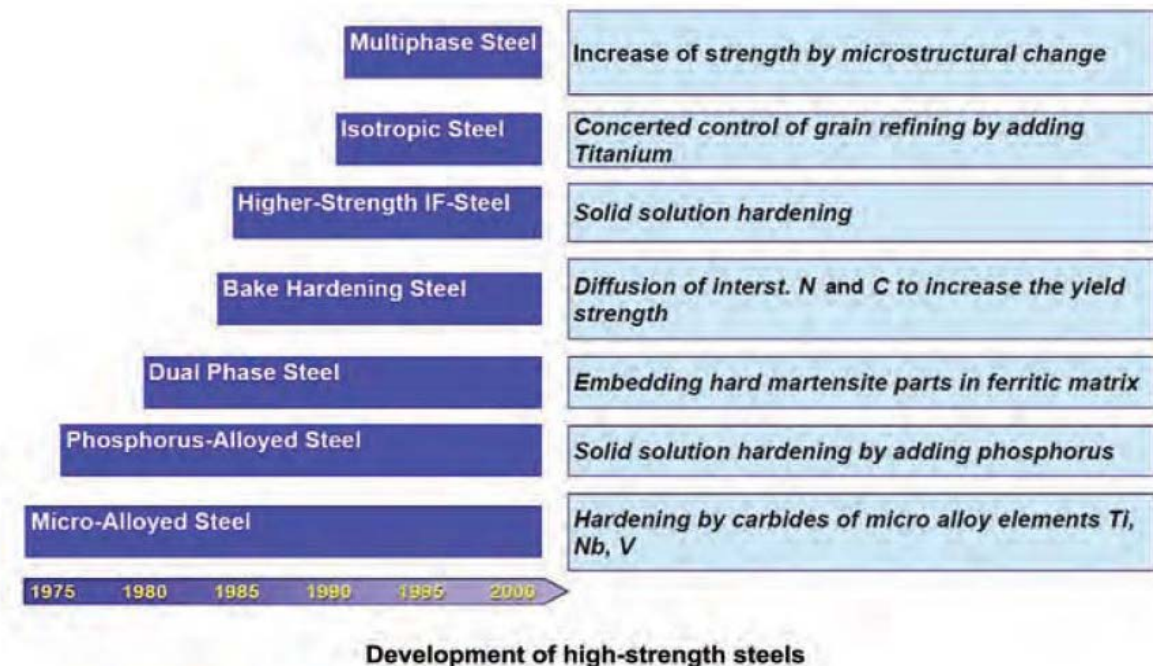 Multiphase Steel
Increase of strength by microstructural change
Isotropic Steel
Concerted control of grain refining by adding
Titanium
Higher-Strength IF-Steel
Solid solution hardening
Bake Hardening Steel
Diffusion of interst. N and C to increase the yield
strength
Dual Phase Steel
Embedding hard martensite parts in ferritic matrix
Phosphorus-Alloyed Steel
Solid solution hardening by adding phosphorus
Micro-Alloyed Steel
Hardening by carbides of micro alloy elements Ti,
Nb, V
1975 1980 1985 1990 1995 2000
Development of high-strength steels